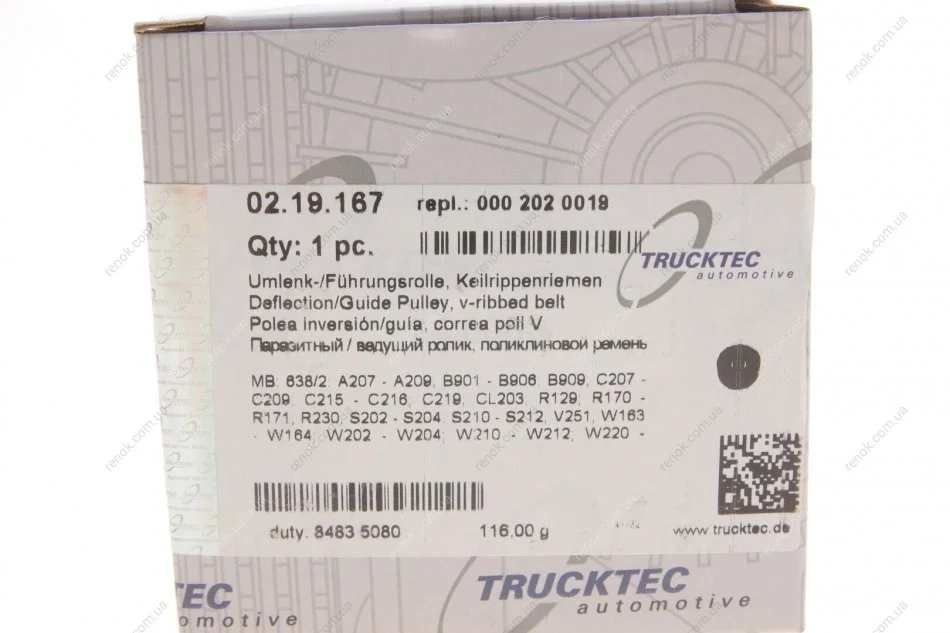 02.19.167 repl.: 000 202 0019
Qty: 1 pc.
TRUCKTEC
automotive
Umlenk-/Führungsrolle, Keilrippenriemen
Deflection/Guide Pulley, v-ribbed belt
Polea inversión/guía, correa poli V
Паразитный / ведущий ролик, поликлиновой ремень
MB: 638/2, A207 - A209, B901 - B906, B909, C207 -
C209, C215 - C216, C219, CL203, R129, R170 -
R171, R230, S202 - S204, S210 - S212, V251, W163
- W164, W202 - W204, W210 - W212, W220 -
duty. 8483 5080 116,00 g www.trucktec.de
TEC
automotive
TRUCKTEC
automotive
renok.com.ua